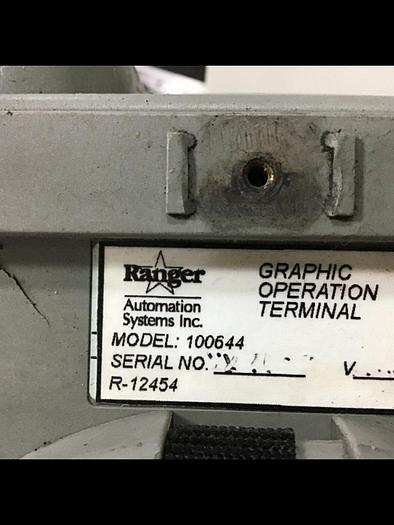 Ranger
Automation
Systems Inc.
GRAPHIC
OPERATION
TERMINAL
MODEL: 100644
SERIAL NO.
V
R-12454